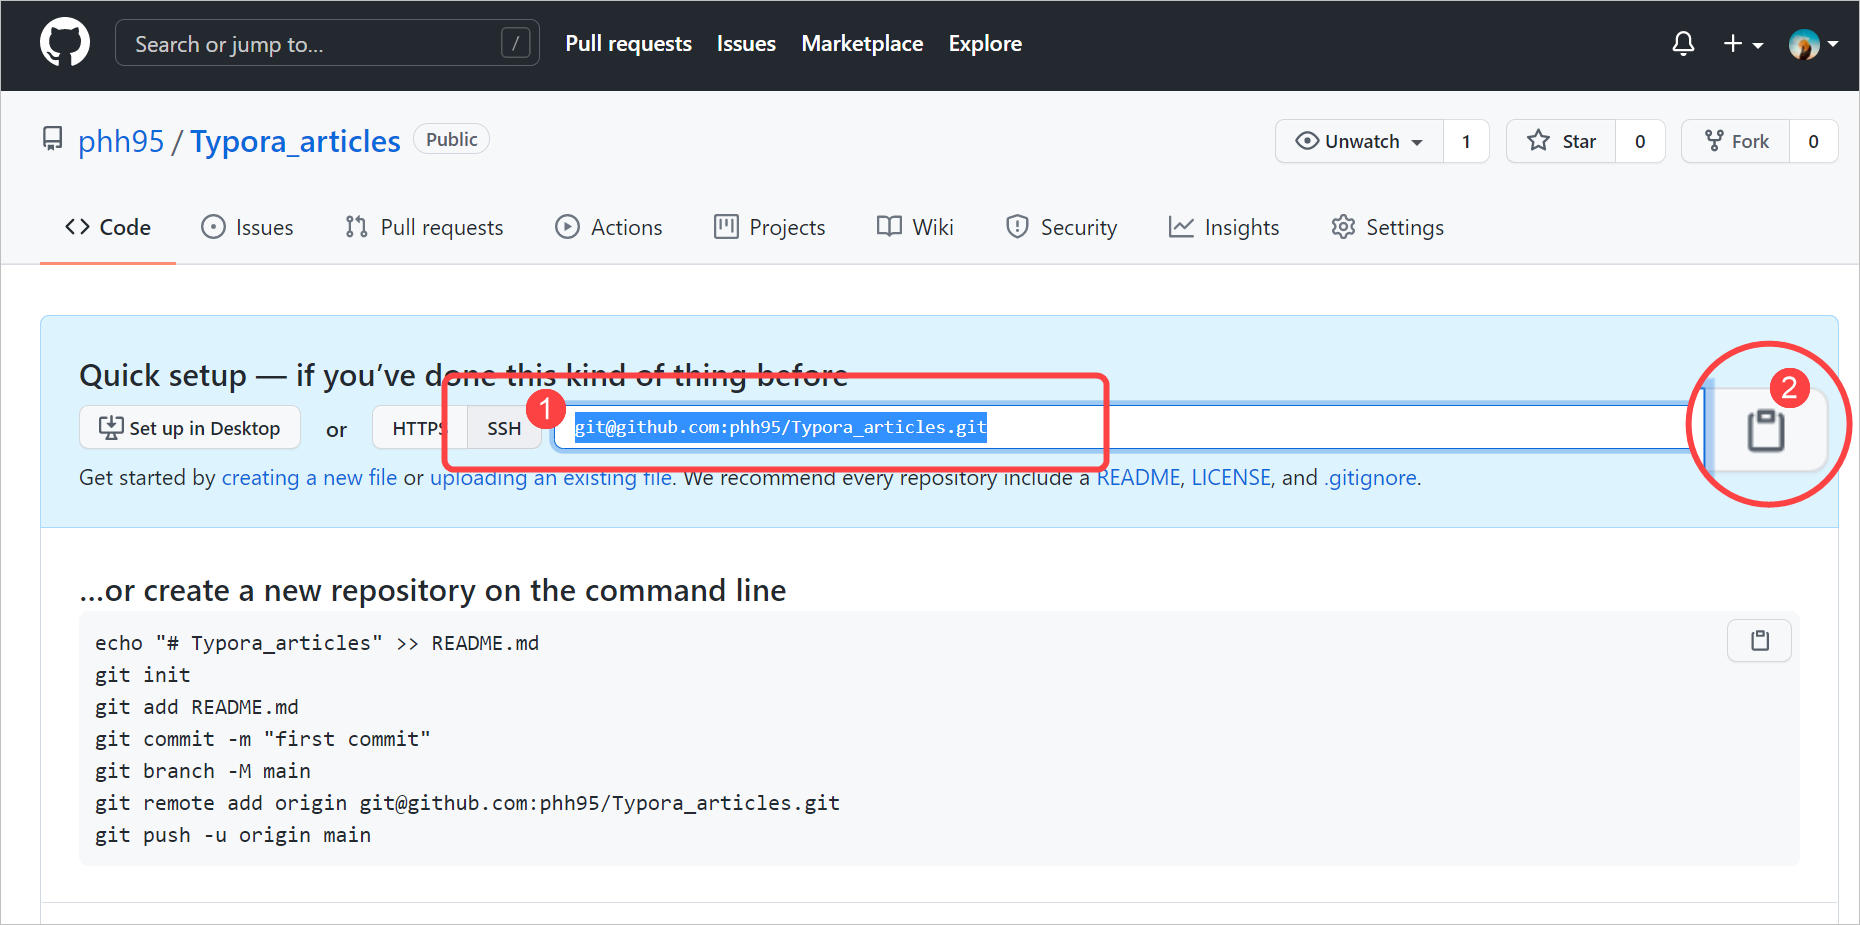 Search or jump to... / Pull requests Issues Marketplace Explore
phh95 / Typora_articles Public Unwatch 1 Star 0 Fork 0
Code Issues Pull requests Actions Projects Wiki Security Insights Settings
Quick setup — if you’ve done this kind of thing before
Set up in Desktop or HTTPS SSH 1 git@github.com:phh95/Typora_articles.git 2
Get started by creating a new file or uploading an existing file. We recommend every repository include a README, LICENSE, and .gitignore.
…or create a new repository on the command line
echo "# Typora_articles" >> README.md
git init
git add README.md
git commit -m "first commit"
git branch -M main
git remote add origin git@github.com:phh95/Typora_articles.git
git push -u origin main